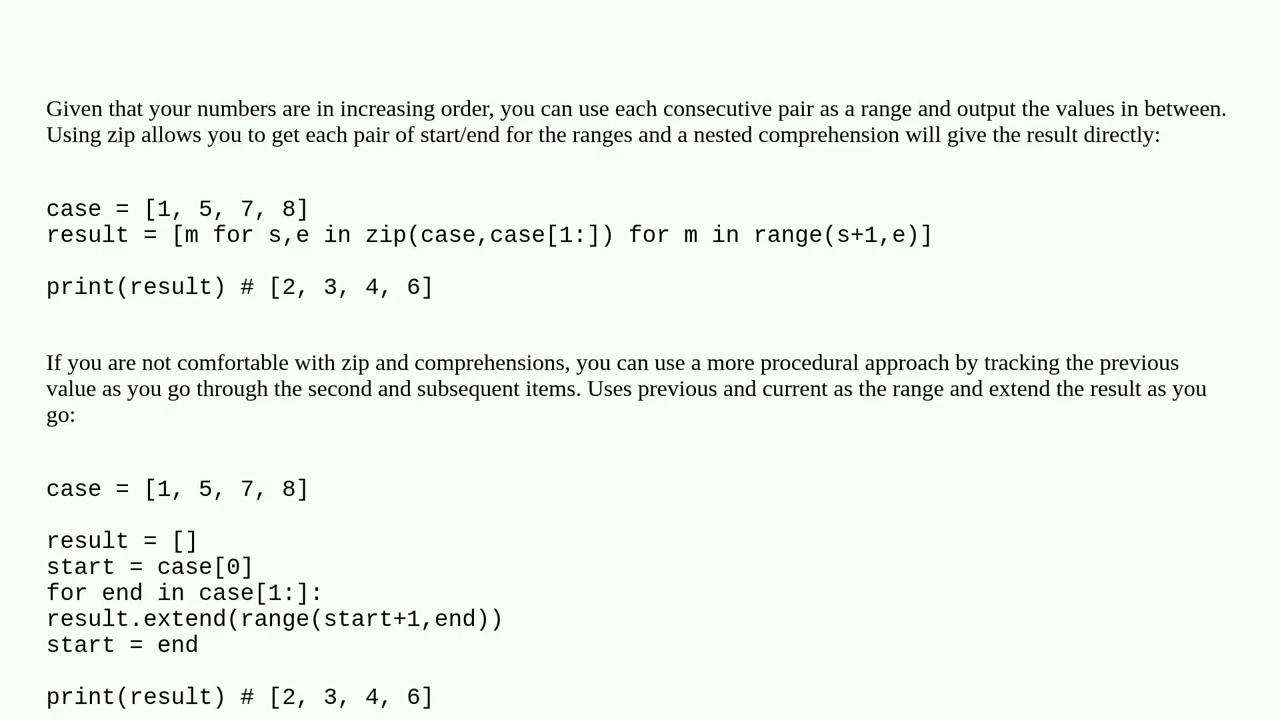 Given that your numbers are in increasing order, you can use each consecutive pair as a range and output the values in between.
Using zip allows you to get each pair of start/end for the ranges and a nested comprehension will give the result directly:
case = [1, 5, 7, 8]
result = [m for s,e in zip(case,case[1:]) for m in range(s+1,e)]
print(result) # [2, 3, 4, 6]
If you are not comfortable with zip and comprehensions, you can use a more procedural approach by tracking the previous
value as you go through the second and subsequent items. Uses previous and current as the range and extend the result as you
go:
case = [1, 5, 7, 8]
result = []
start = case[0]
for end in case[1:]:
result.extend(range(start+1,end))
start = end
print(result) # [2, 3, 4, 6]